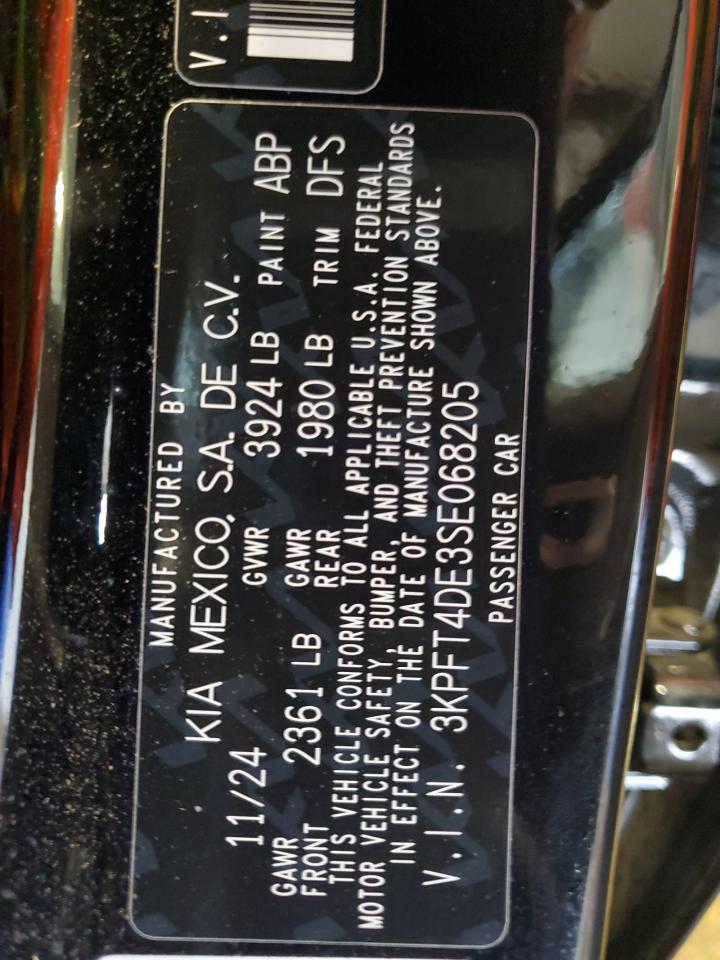 V.I
MANUFACTURED BY
KIA MEXICO, S.A. DE C.V.
11/24 GVWR 3924 LB PAINT ABP
GAWR FRONT 2361 LB GAWR REAR 1980 LB TRIM DFS
THIS VEHICLE CONFORMS TO ALL APPLICABLE U.S.A. FEDERAL
MOTOR VEHICLE SAFETY, BUMPER, AND THEFT PREVENTION STANDARDS
IN EFFECT ON THE DATE OF MANUFACTURE SHOWN ABOVE.
V.I.N. 3KPFT4DE3SE068205
PASSENGER CAR